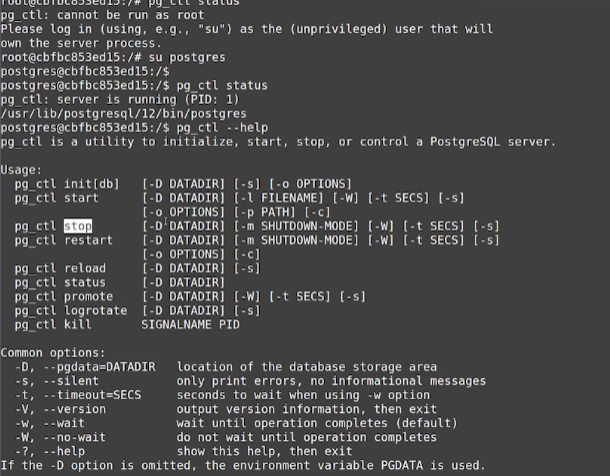 root@cbfbc853ed15:/# pg_ctl status
pg_ctl: cannot be run as root
Please log in (using, e.g., "su") as the (unprivileged) user that will
own the server process.
root@cbfbc853ed15:/# su postgres
postgres@cbfbc853ed15:/$
postgres@cbfbc853ed15:/$ pg_ctl status
pg_ctl: server is running (PID: 1)
/usr/lib/postgresql/12/bin/postgres
postgres@cbfbc853ed15:/$ pg_ctl --help
pg_ctl is a utility to initialize, start, stop, or control a PostgreSQL server.
Usage:
pg_ctl init[db] [-D DATADIR] [-s] [-o OPTIONS]
pg_ctl start [-D DATADIR] [-l FILENAME] [-W] [-t SECS] [-s]
[-o OPTIONS] [-p PATH] [-c]
pg_ctl stop [-D DATADIR] [-m SHUTDOWN-MODE] [-W] [-t SECS] [-s]
pg_ctl restart [-D DATADIR] [-m SHUTDOWN-MODE] [-W] [-t SECS] [-s]
[-o OPTIONS] [-c]
pg_ctl reload [-D DATADIR] [-s]
pg_ctl status [-D DATADIR]
pg_ctl promote [-D DATADIR] [-W] [-t SECS] [-s]
pg_ctl logrotate [-D DATADIR] [-s]
pg_ctl kill SIGNALNAME PID
Common options:
-D, --pgdata=DATADIR location of the database storage area
-s, --silent only print errors, no informational messages
-t, --timeout=SECS seconds to wait when using -w option
-V, --version output version information, then exit
-w, --wait wait until operation completes (default)
-W, --no-wait do not wait until operation completes
-?, --help show this help, then exit
If the -D option is omitted, the environment variable PGDATA is used.